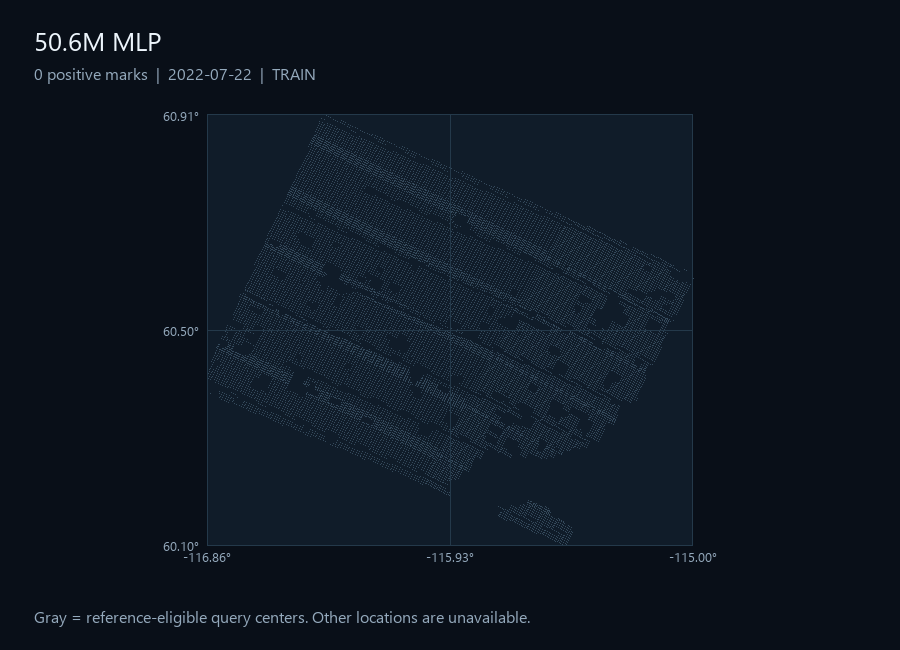 50.6M MLP
0 positive marks | 2022-07-22 | TRAIN
60.91°
60.50°
60.10°
-116.86°
-115.93°
-115.00°
Gray = reference-eligible query centers. Other locations are unavailable.